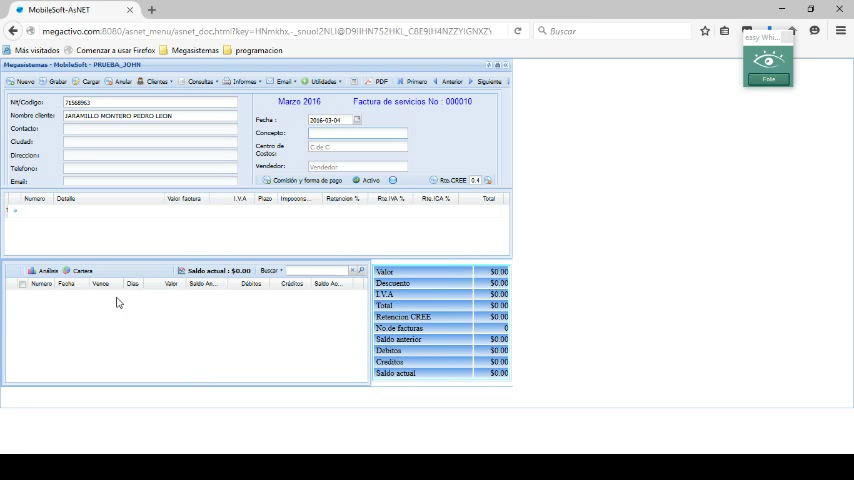 MobileSoft-AsNET
megactivo.com:8080/asnet_menu/asnet_doc.html?key=
Buscar
Más visitados Comenzar a usar Firefox Megasistemas programacion
easy Whi...
Folie
Megasistemas - MobileSoft - PRUEBA_JOHN
Nuevo Grabar Cargar Anular Clientes Consultas Informes Email Utilidades PDF Primero Anterior Siguiente
Nit/Codigo: 71568963
Nombre cliente: JARAMILLO MONTERO PEDRO LEON
Contacto:
Ciudad:
Direccion:
Telefono:
Email:
Marzo 2016 Factura de servicios No : 000010
Fecha : 2016-03-04
Concepto:
Centro de Costos: C de C
Vendedor: Vendedor
Comisión y forma de pago Activo Rte.CREE 0.4
Numero Detalle Valor factura I.V.A Plazo Impocons... Retencion % Rte.IVA % Rte.ICA % Total
1
Análisis Cartera Saldo actual : $0.00 Buscar
Numero Fecha Vence Dias Valor Saldo An... Débitos Créditos Saldo Ac...
Valor $0.00
Descuento $0.00
I.V.A $0.00
Total $0.00
Retencion CREE $0.00
No.de facturas 0
Saldo anterior $0.00
Debitos $0.00
Creditos $0.00
Saldo actual $0.00